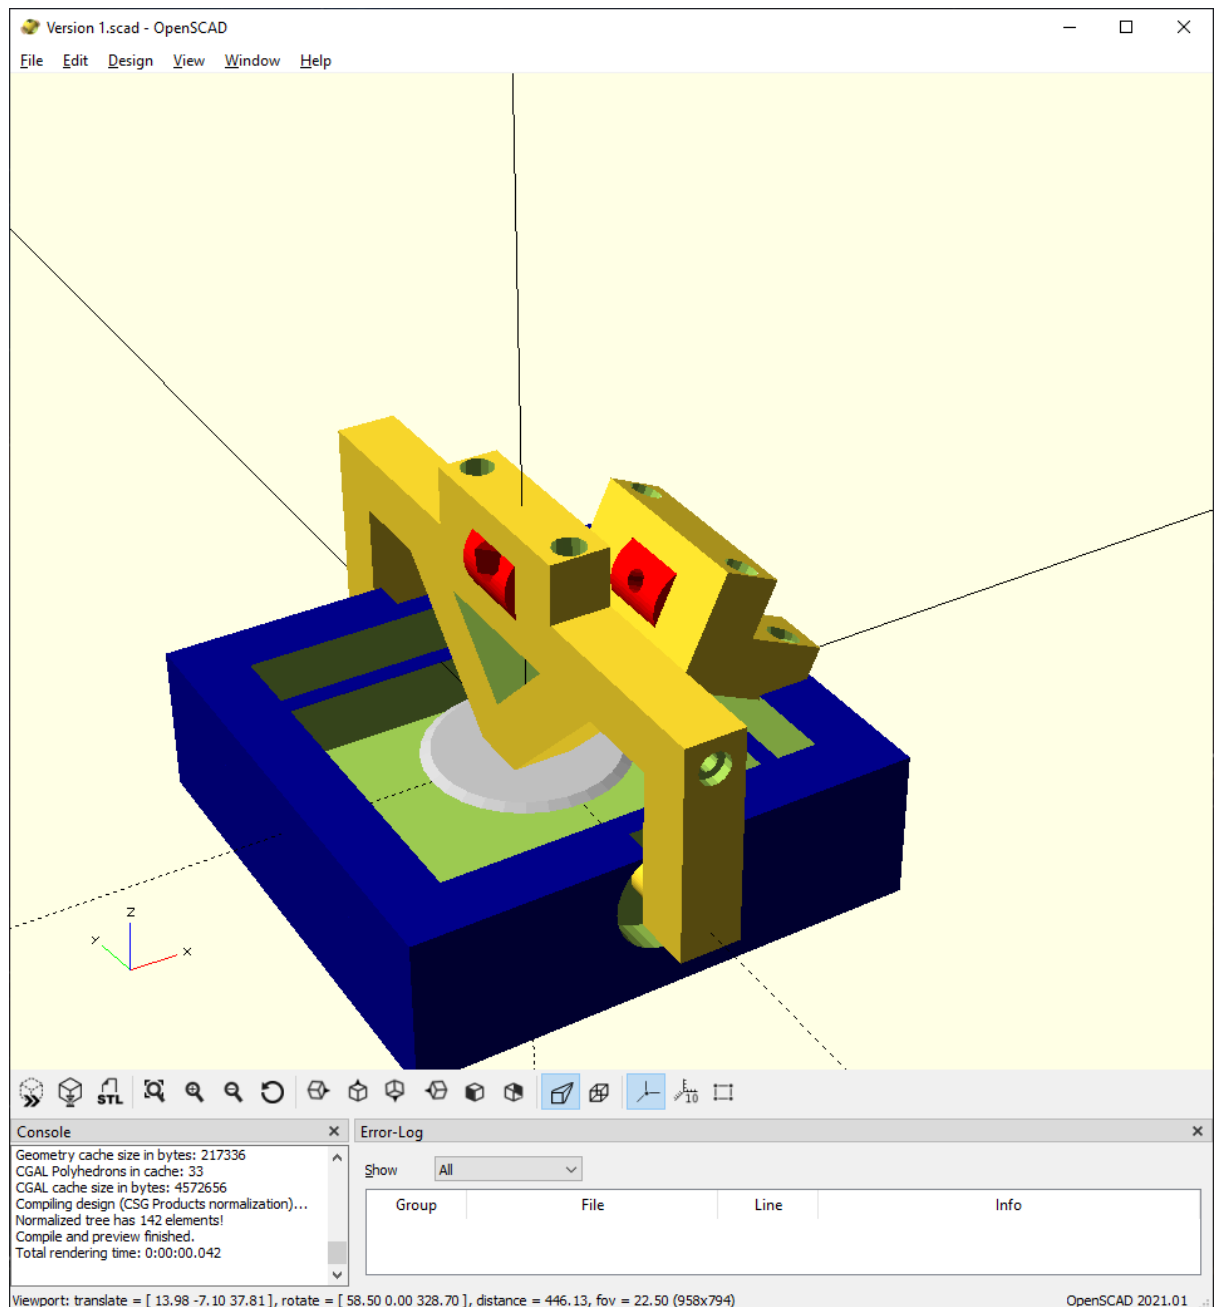 Version 1.scad - OpenSCAD
File Edit Design View Window Help
Z
Y
X
STL
10
Console
Error-Log
Geometry cache size in bytes: 217336
CGAL Polyhedrons in cache: 33
CGAL cache size in bytes: 4572656
Compiling design (CSG Products normalization)...
Normalized tree has 142 elements!
Compile and preview finished.
Total rendering time: 0:00:00.042
Show All
Group File Line Info
Viewport: translate = [ 13.98 -7.10 37.81 ], rotate = [ 58.50 0.00 328.70 ], distance = 446.13, fov = 22.50 (958x794) OpenSCAD 2021.01